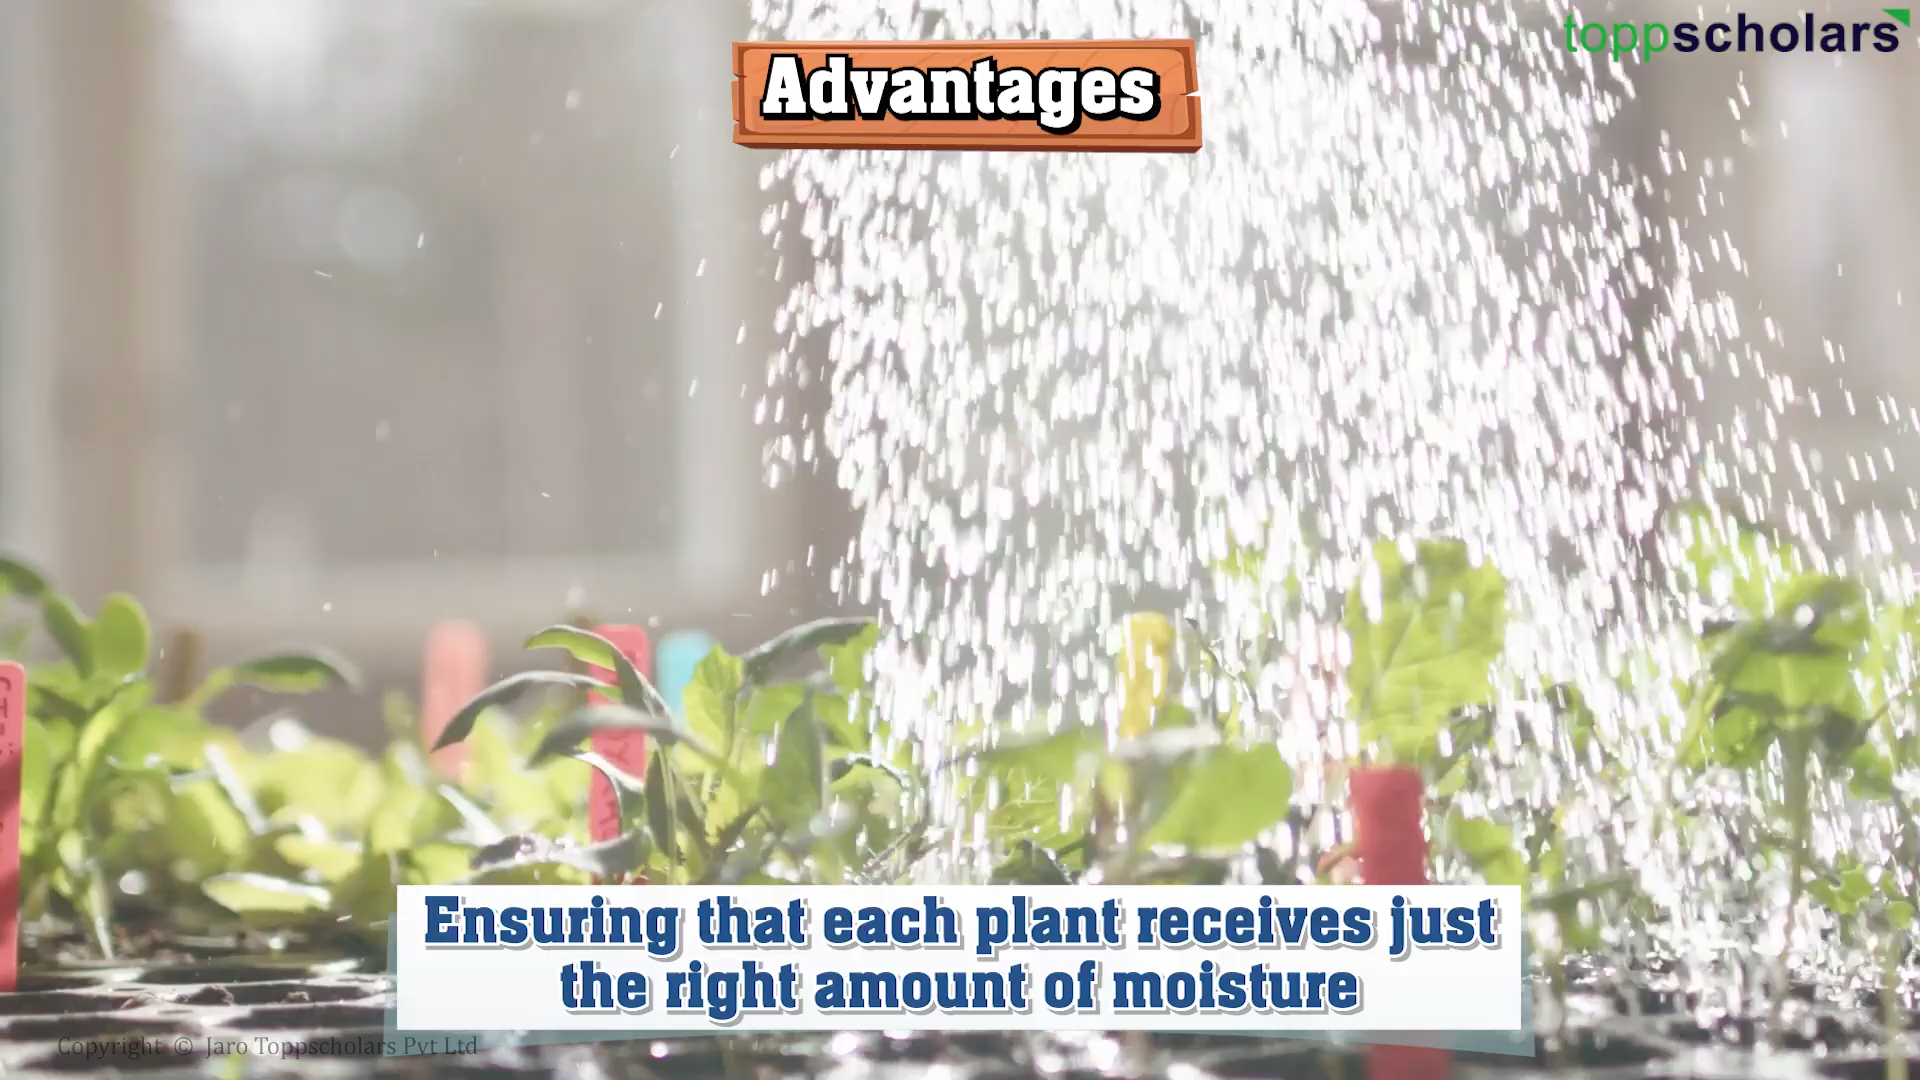 toppscholars
Advantages
Ensuring that each plant receives just
the right amount of moisture
Copyright © Jaro Toppscholars Pvt Ltd